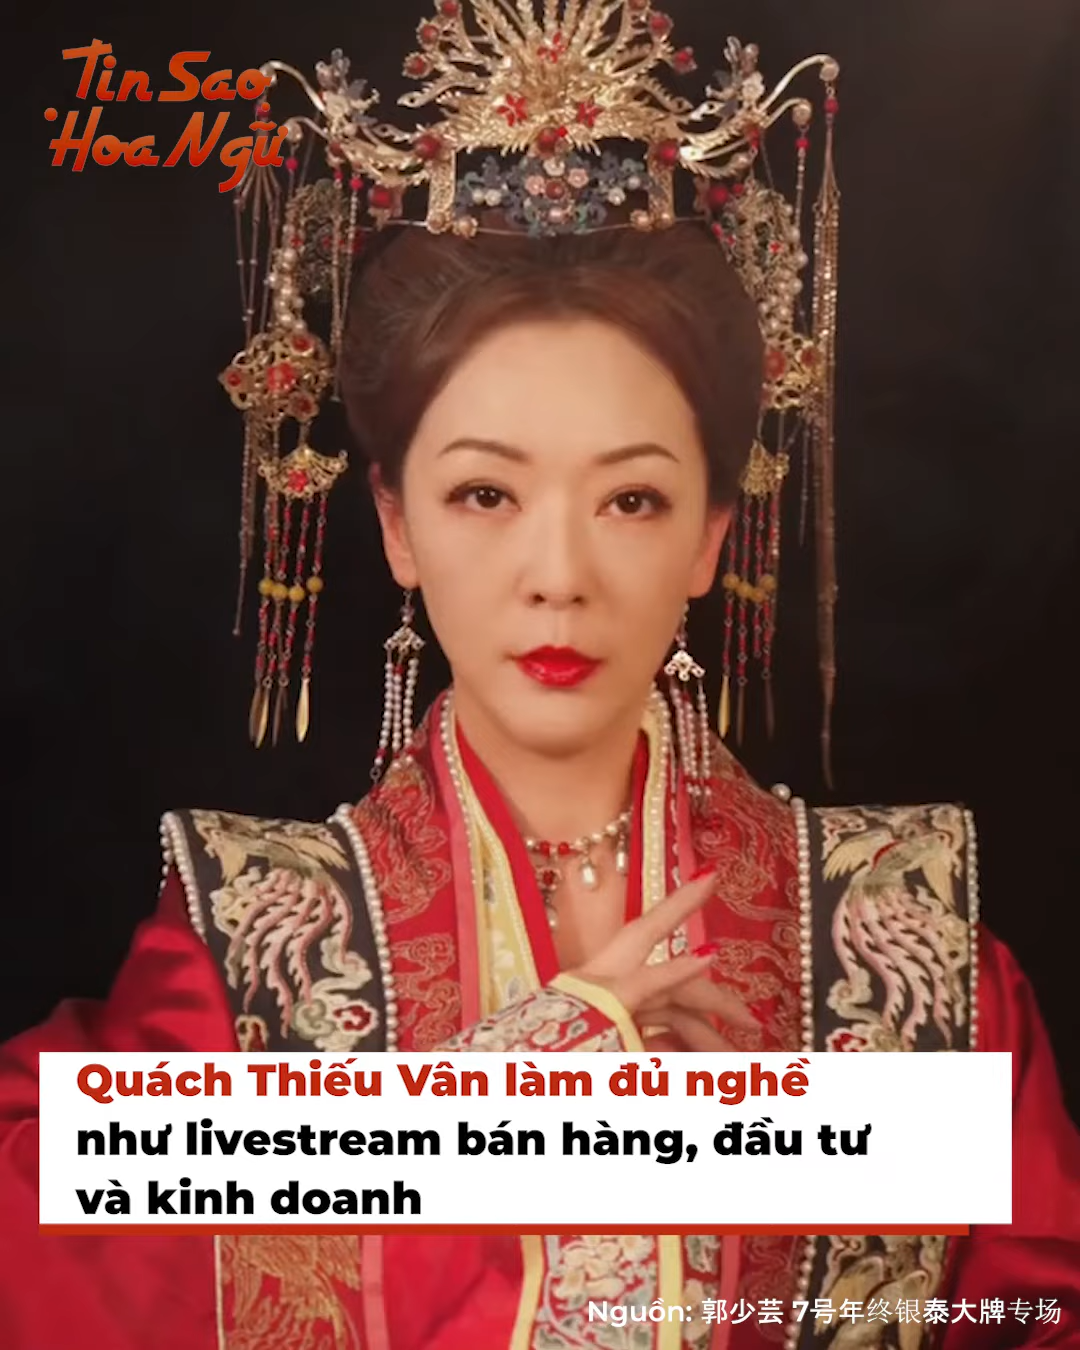 Tin Sao
Hoa Ngữ
Quách Thiếu Vân làm đủ nghề
như livestream bán hàng, đầu tư
và kinh doanh
Nguồn: 郭少芸 7号年终银泰大牌专场